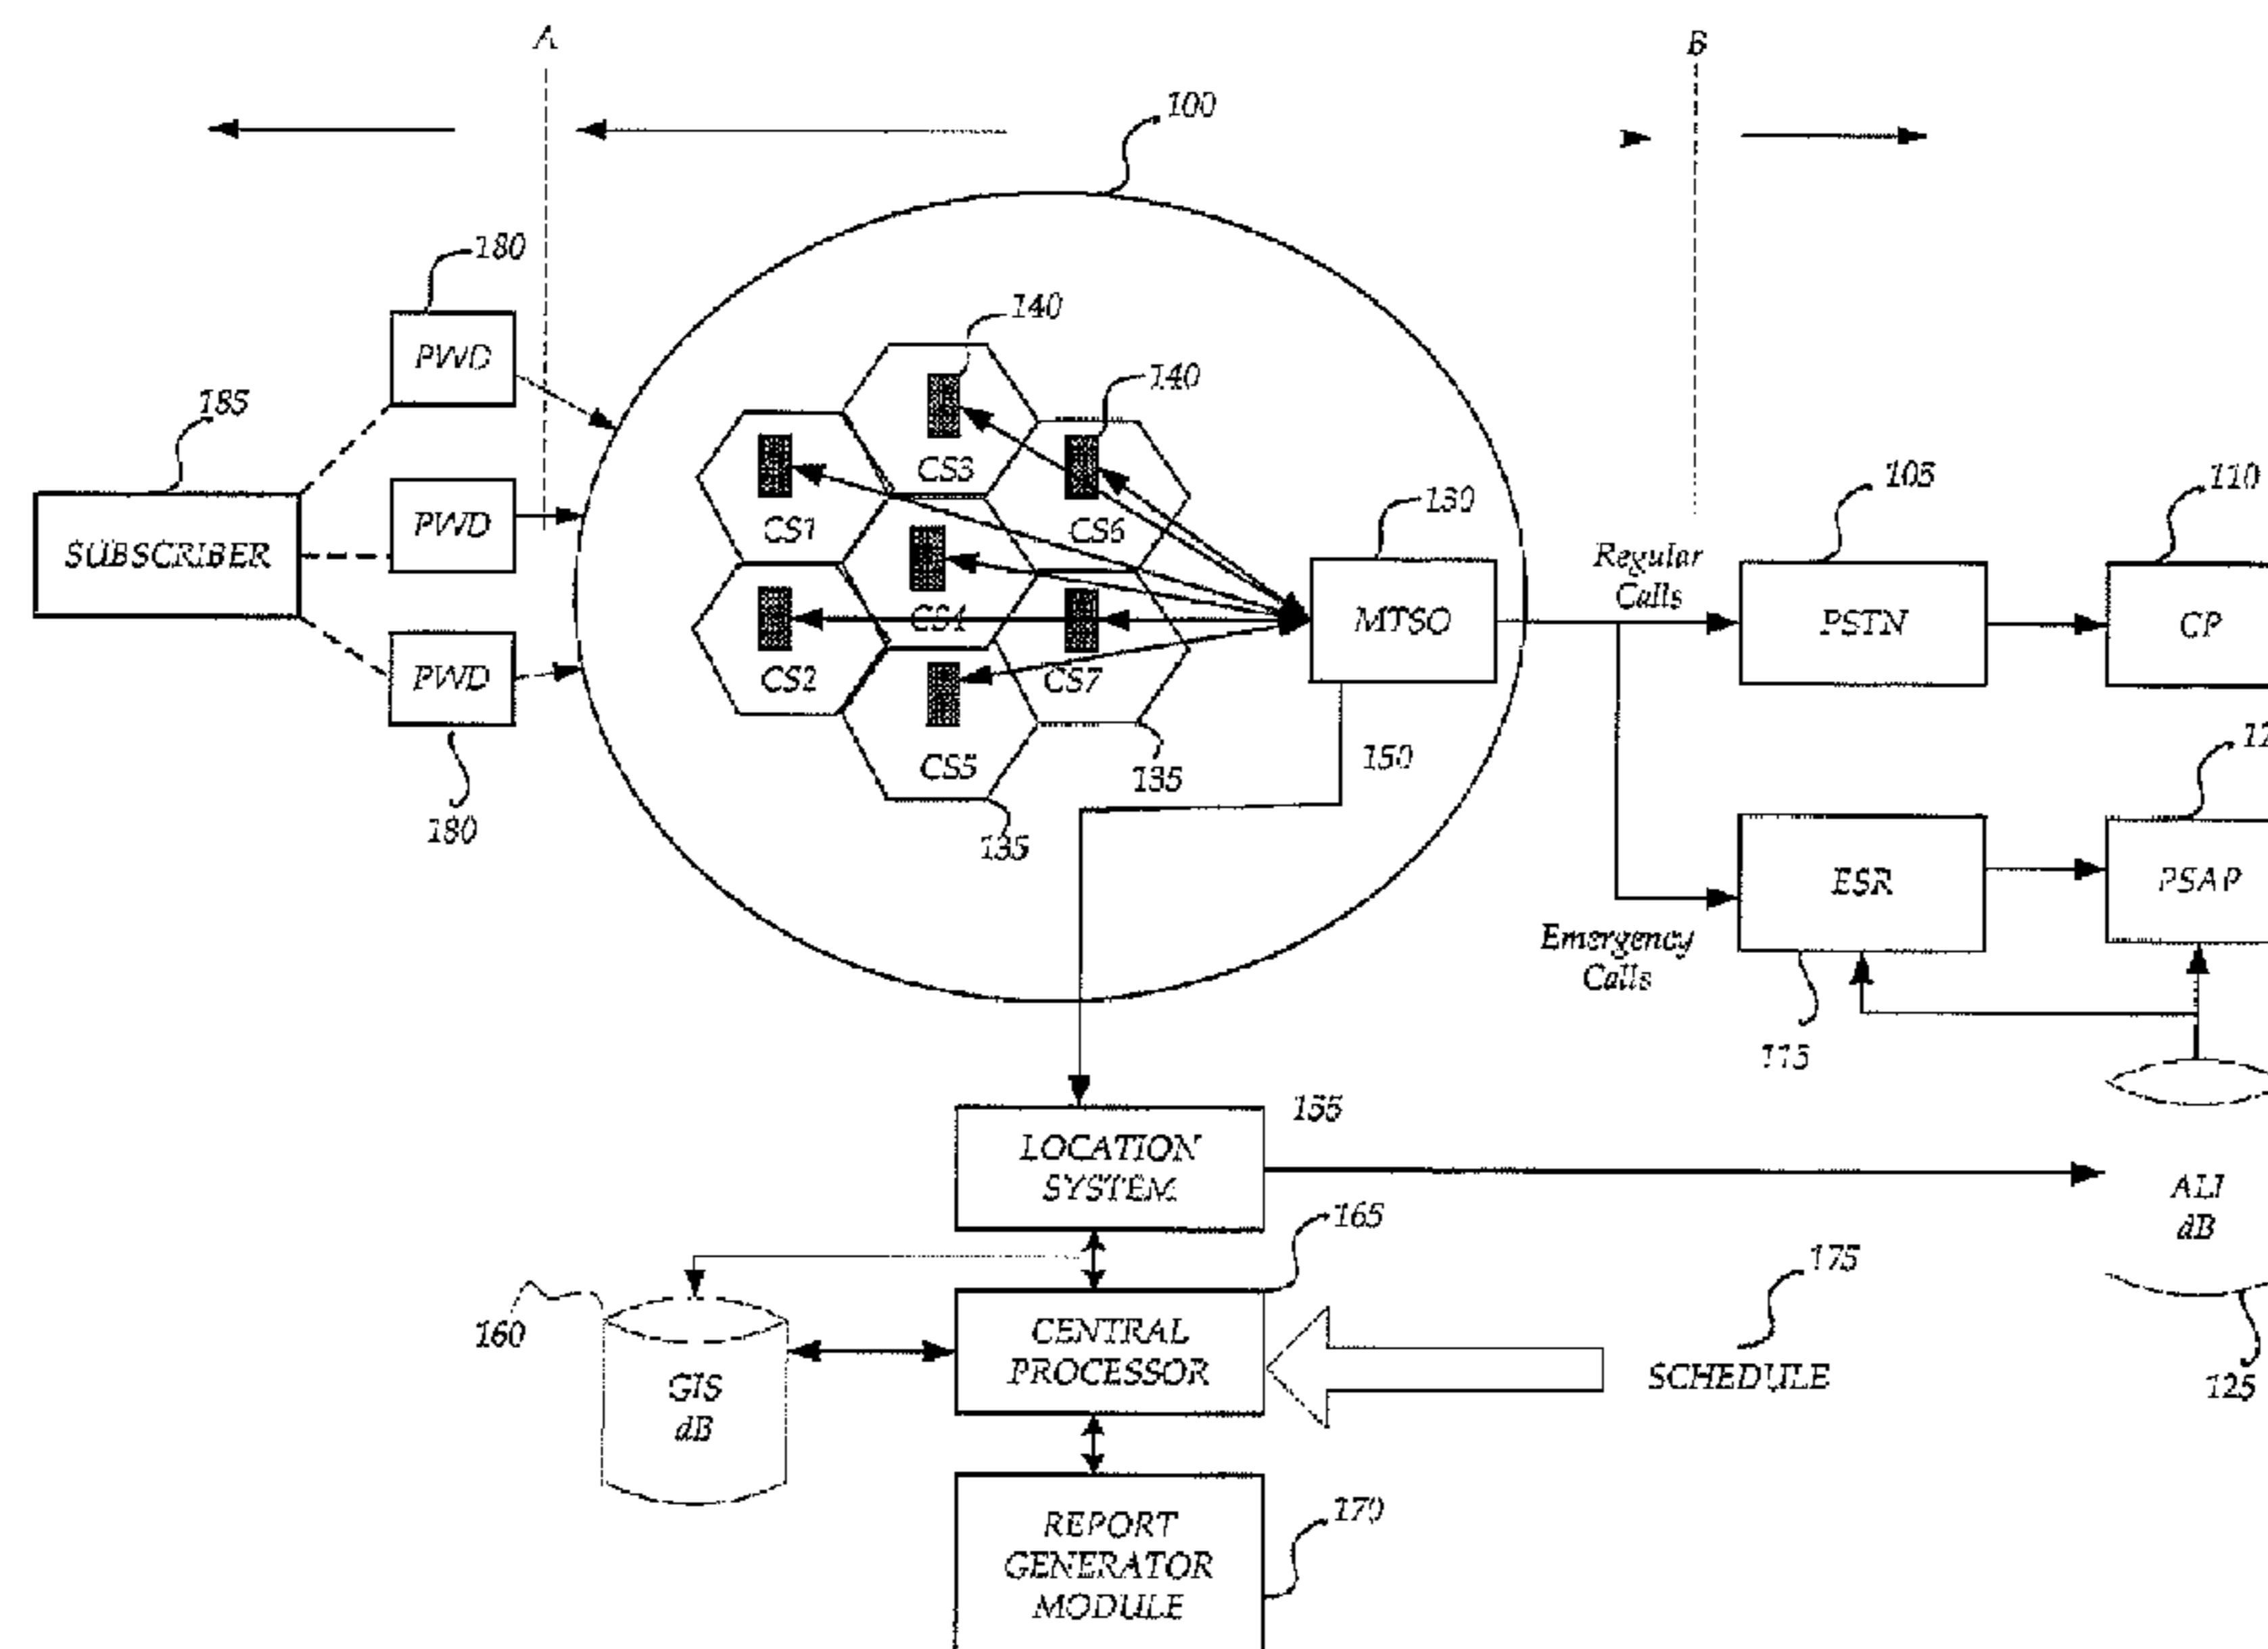 A
B
100
180
PWD
140
140
185
SUBSCRIBER
PWD
CS3
CS1
CS6
130
105
110
Regular
Calls
MTSO
PSTN
CP
CS4
PWD
CS2
CS7
CS5
135
150
180
135
ESR
PSAP
Emergency
Calls
115
LOCATION
SYSTEM
155
ALI
dB
165
175
160
CENTRAL
PROCESSOR
SCHEDULE
125
GIS
dB
REPORT
GENERATOR
MODULE
170